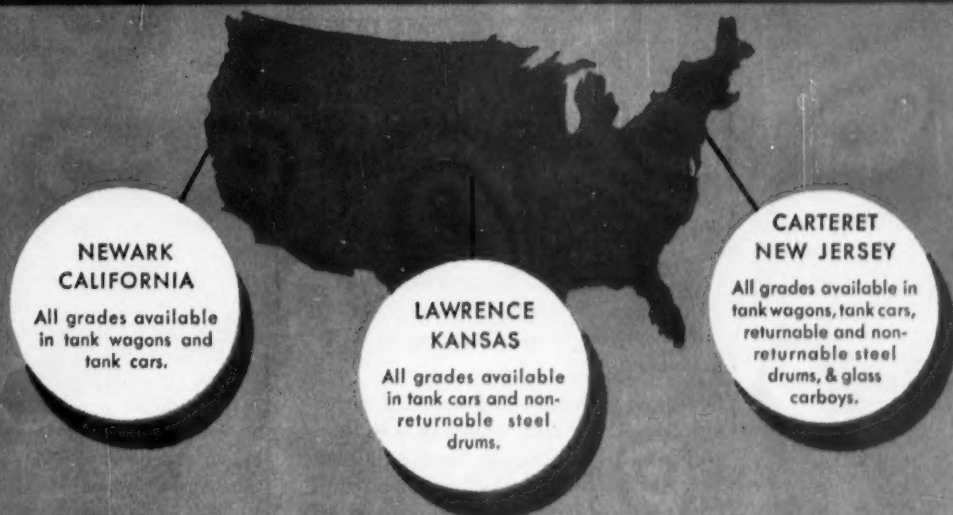 NEWARK
CALIFORNIA
All grades available
in tank wagons and
tank cars.
LAWRENCE
KANSAS
All grades available
in tank cars and non-
returnable steel
drums.
CARTERET
NEW JERSEY
All grades available in
tank wagons, tank cars,
returnable and non-
returnable steel
drums, & glass
carboys.